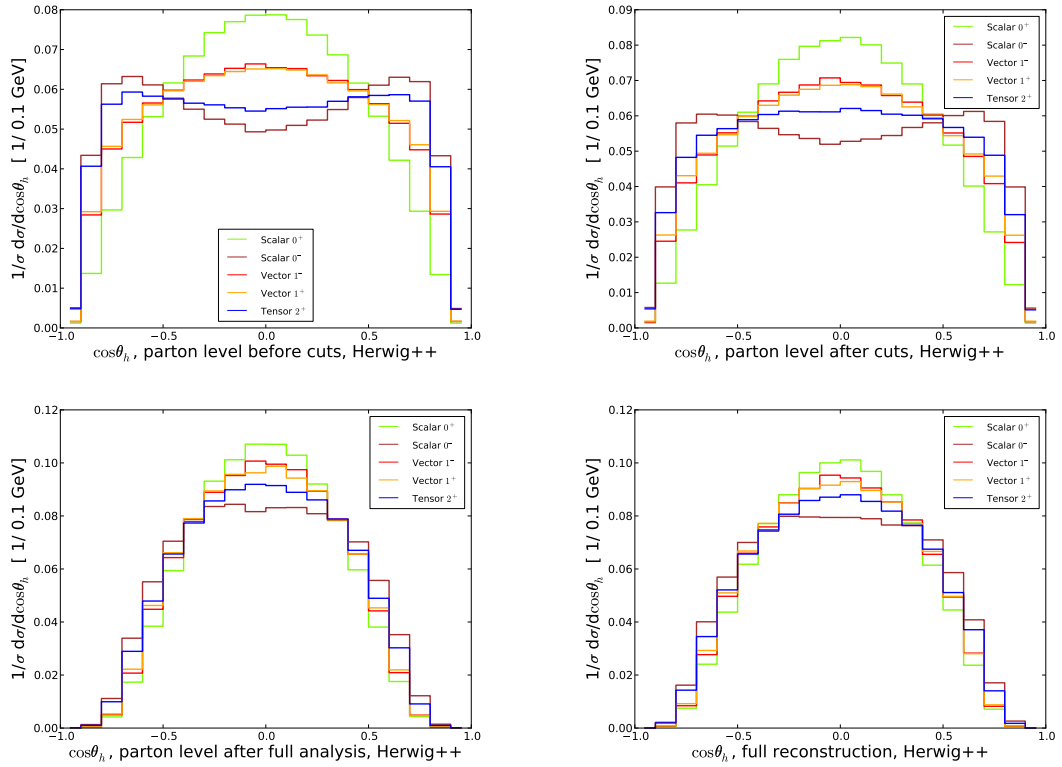 1/σ dσ/dcosθ_h [ 1/ 0.1 GeV]
0.08
0.07
0.06
0.05
0.04
0.03
0.02
0.01
0.00
Scalar 0⁺
Scalar 0⁻
Vector 1⁻
Vector 1⁺
Tensor 2⁺
−1.0 −0.5 0.0 0.5 1.0
cosθ_h, parton level before cuts, Herwig++
1/σ dσ/dcosθ_h [ 1/ 0.1 GeV]
0.09
0.08
0.07
0.06
0.05
0.04
0.03
0.02
0.01
0.00
Scalar 0⁺
Scalar 0⁻
Vector 1⁻
Vector 1⁺
Tensor 2⁺
−1.0 −0.5 0.0 0.5 1.0
cosθ_h, parton level after cuts, Herwig++
1/σ dσ/dcosθ_h [ 1/ 0.1 GeV]
0.12
0.10
0.08
0.06
0.04
0.02
0.00
Scalar 0⁺
Scalar 0⁻
Vector 1⁻
Vector 1⁺
Tensor 2⁺
−1.0 −0.5 0.0 0.5 1.0
cosθ_h, parton level after full analysis, Herwig++
1/σ dσ/dcosθ_h [ 1/ 0.1 GeV]
0.12
0.10
0.08
0.06
0.04
0.02
0.00
Scalar 0⁺
Scalar 0⁻
Vector 1⁻
Vector 1⁺
Tensor 2⁺
−1.0 −0.5 0.0 0.5 1.0
cosθ_h, full reconstruction, Herwig++